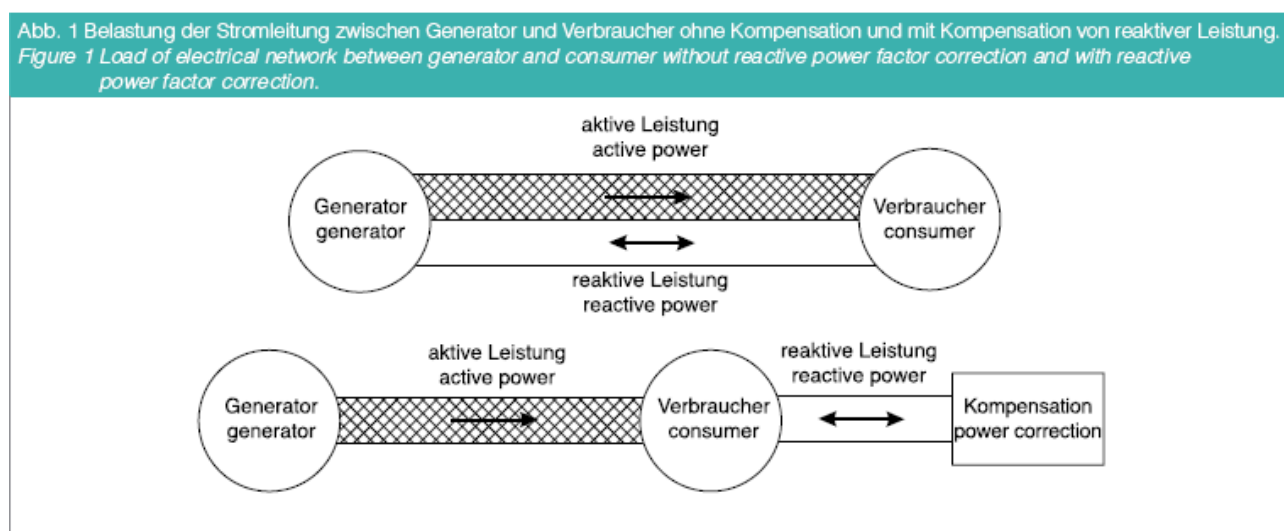 Abb. 1 Belastung der Stromleitung zwischen Generator und Verbraucher ohne Kompensation und mit Kompensation von reaktiver Leistung.
Figure 1 Load of electrical network between generator and consumer without reactive power factor correction and with reactive
power factor correction.
aktive Leistung
active power
Generator
generator
Verbraucher
consumer
reaktive Leistung
reactive power
aktive Leistung
active power
reaktive Leistung
reactive power
Generator
generator
Verbraucher
consumer
Kompensation
power correction